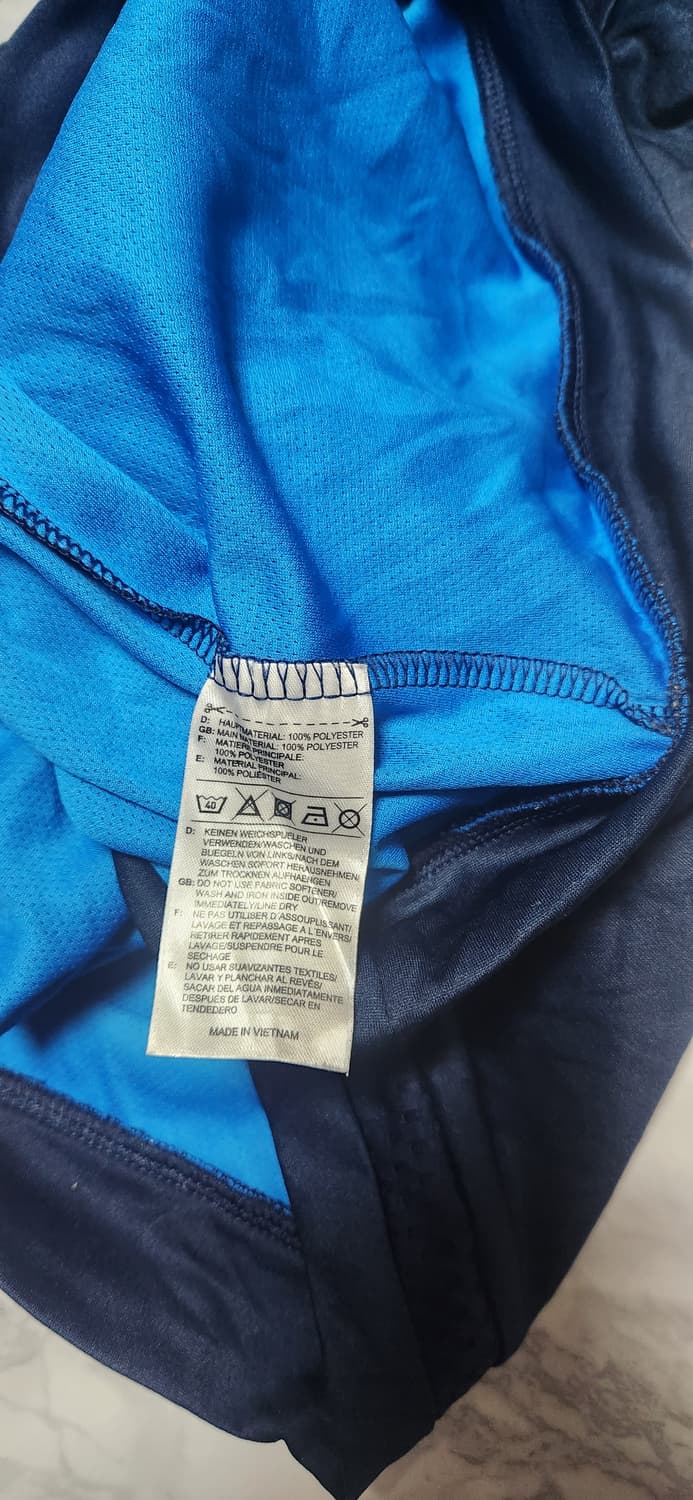 D: HAUPTMATERIAL: 100% POLYESTER
GB: MAIN MATERIAL: 100% POLYESTER
F: MATIERE PRINCIPALE:
100% POLYESTER
E: MATERIAL PRINCIPAL:
100% POLIÉSTER
40
D: KEINEN WEICHSPUELER
VERWENDEN/WASCHEN UND
BUEGELN VON LINKS/NACH DEM
WASCHEN SOFORT HERAUSNEHMEN/
ZUM TROCKNEN AUFHAENGEN
GB: DO NOT USE FABRIC SOFTENER/
WASH AND IRON INSIDE OUT/REMOVE
IMMEDIATELY/LINE DRY
F: NE PAS UTILISER D'ASSOUPLISSANT/
LAVAGE ET REPASSAGE A L'ENVERS/
RETIRER RAPIDEMENT APRES
LAVAGE/SUSPENDRE POUR LE
SECHAGE
E: NO USAR SUAVIZANTES TEXTILES/
LAVAR Y PLANCHAR AL REVÉS/
SACAR DEL AGUA INMEDIATAMENTE
DESPUÉS DE LAVAR/SECAR EN
TENDEDERO
MADE IN VIETNAM